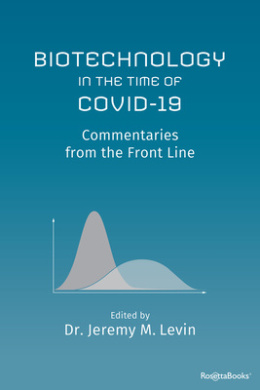 BIOTECHNOLOGY
IN THE TIME OF
COVID-19
Commentaries
from the Front Line
Edited by
Dr. Jeremy M. Levin
RosettaBooks®